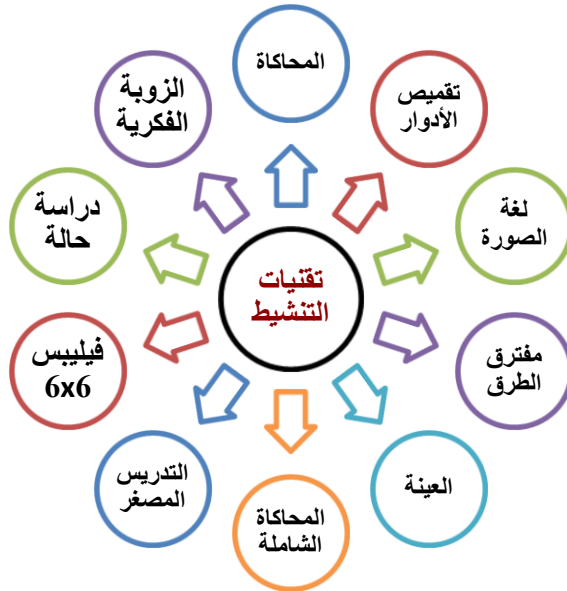 المحاكاة
تقميص
الأدوار
لغة
الصورة
مفترق
الطرق
العينة
المحاكاة
الشاملة
التدريس
المصغر
فيليبس
6x6
دراسة
حالة
الزوبة
الفكرية
تقنيات
التنشيط